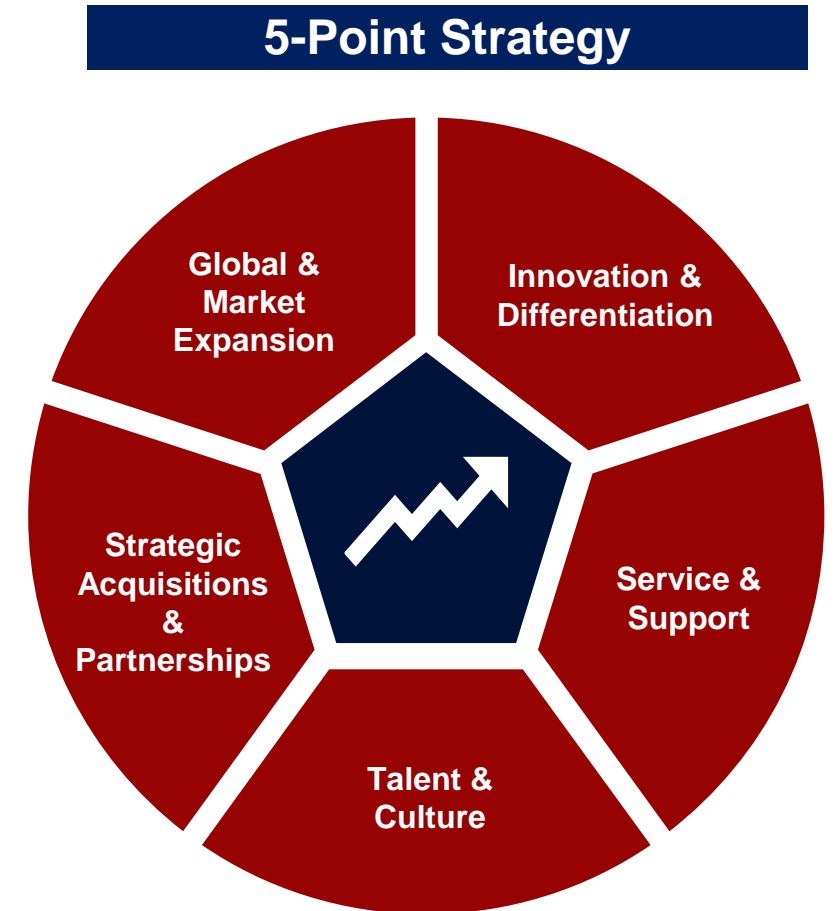 5-Point Strategy
Global &
Market
Expansion
Innovation &
Differentiation
Strategic
Acquisitions
&
Partnerships
Service &
Support
Talent &
Culture